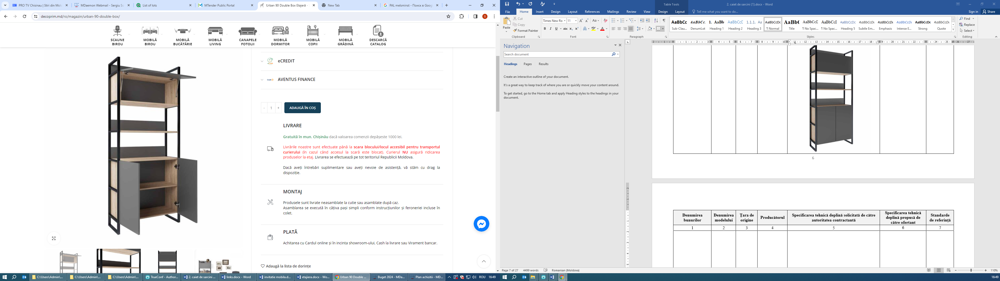 PRO TV Chisinau | Stiri din Mold
MDaemon Webmail - Sergiu So
List of lots
MTender Public Portal
Urban 90 Double Box Etajeră -
New Tab
PAL melsminst - Поиск в Goog
decoprim.md/ro/magazin/urban-90-double-box/
SCAUNE BIROU
MOBILĂ BIROU
MOBILĂ BUCĂTĂRIE
MOBILĂ LIVING
CANAPELE FOTOLII
MOBILĂ DORMITOR
MOBILĂ COPII
MOBILĂ GRĂDINĂ
DESCARCĂ CATALOG
eCREDIT
AVENTUS FINANCE
- 1 +
ADAUGĂ ÎN COȘ
LIVRARE
Gratuită în mun. Chișinău dacă valoarea comenzii depășeste 1000 lei.
Livrările noastre sunt efectuate până la scara blocului/locul accesibil pentru transportul
curierului (în cazul când accesul la scară este blocat). Curierul NU asigură ridicarea
produselor la etaj. Livrarea se efectuează pe tot teritoriul Republicii Moldova.
Dacă aveți întrebări suplimentare sau aveți nevoie de asistență, vă stăm cu drag la
dispoziție.
MONTAJ
Produsele sunt livrate neasamblate la cutie sau asamblate după caz.
Asamblarea se execută în câțiva pași simpli conform instrucțiunilor și feroneriei incluse în
colet.
PLATĂ
Achitarea cu Cardul online și în incinta showroom-ului, Cash la livrare sau Virament bancar.
Adaugă la lista de dorințe
C:\Users\Admin\...
C:\Users\Admin\...
C:\Users\Admin\...
TrueConf - Author...
2. caiet de sarcini ...
links.docx - Word
invitatie mobila.d...
etajiera.docx - Wo...
Urban 90 Double ...
Buget 2024 - MDa...
Plan achizitii - MD...
ROU 16:49
Table Tools
2. caiet de sarcini (1).docx - Word
File Home Insert Design Layout References Mailings Review View Design Layout
Tell me what you want to do...
Sign in Share
Paste
Cut
Copy
Format Painter
Times New Ro 11
AaBbCc AaBbCc. 1. AaBb AaBbCcD 1.1.1. Aa AaBbCcDc AaBb( AaBbCcD AaBbCcI AaBbCcDc AaBbCcDt AaBbCcDt AaBbCcDt AaBbCcDc AaBbCcDt
Sub-Clau... DenumLot Heading 1 Heading 2 Heading 3 ¶ Normal Title ¶ No Spac... ¶ No Spac... Heading 5 Subtle Em... Emphasis Intense E... Strong Quote
Find
Replace
Select
Clipboard Font Paragraph Styles Editing
Navigation
Search document
Headings Pages Results
Create an interactive outline of your document.
It's a great way to keep track of where you are or quickly move your content around.
To get started, go to the Home tab and apply Heading styles to the headings in your
document.
6
Denumirea bunurilor
Denumirea modelului
Țara de origine
Producătorul
Specificarea tehnică deplină solicitată de către autoritatea contractantă
Specificarea tehnică deplină propusă de către ofertant
Standarde de referință
1 2 3 4 5 6 7
Page 7 of 27 4499 words Romanian (Moldova)
110%
16:49